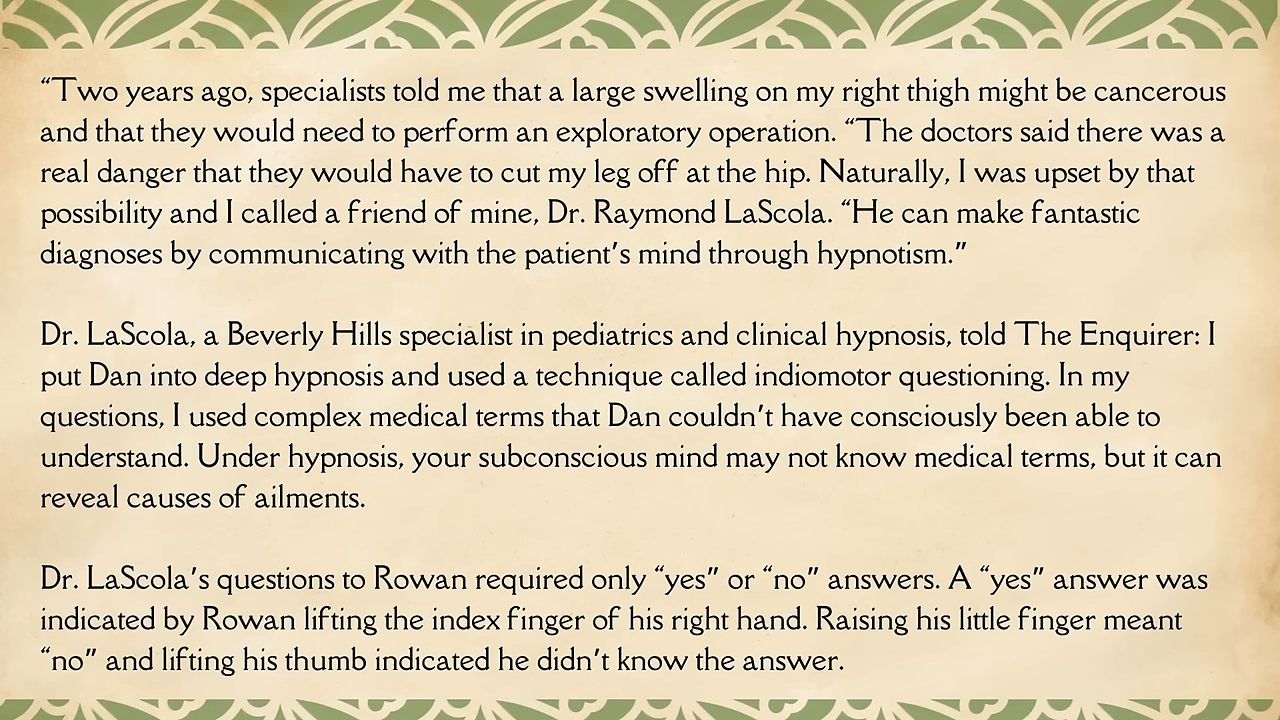 “Two years ago, specialists told me that a large swelling on my right thigh might be cancerous
and that they would need to perform an exploratory operation. “The doctors said there was a
real danger that they would have to cut my leg off at the hip. Naturally, I was upset by that
possibility and I called a friend of mine, Dr. Raymond LaScola. “He can make fantastic
diagnoses by communicating with the patient's mind through hypnotism.”
Dr. LaScola, a Beverly Hills specialist in pediatrics and clinical hypnosis, told The Enquirer: I
put Dan into deep hypnosis and used a technique called indiomotor questioning. In my
questions, I used complex medical terms that Dan couldn't have consciously been able to
understand. Under hypnosis, your subconscious mind may not know medical terms, but it can
reveal causes of ailments.
Dr. LaScola's questions to Rowan required only “yes” or “no” answers. A “yes” answer was
indicated by Rowan lifting the index finger of his right hand. Raising his little finger meant
“no” and lifting his thumb indicated he didn't know the answer.